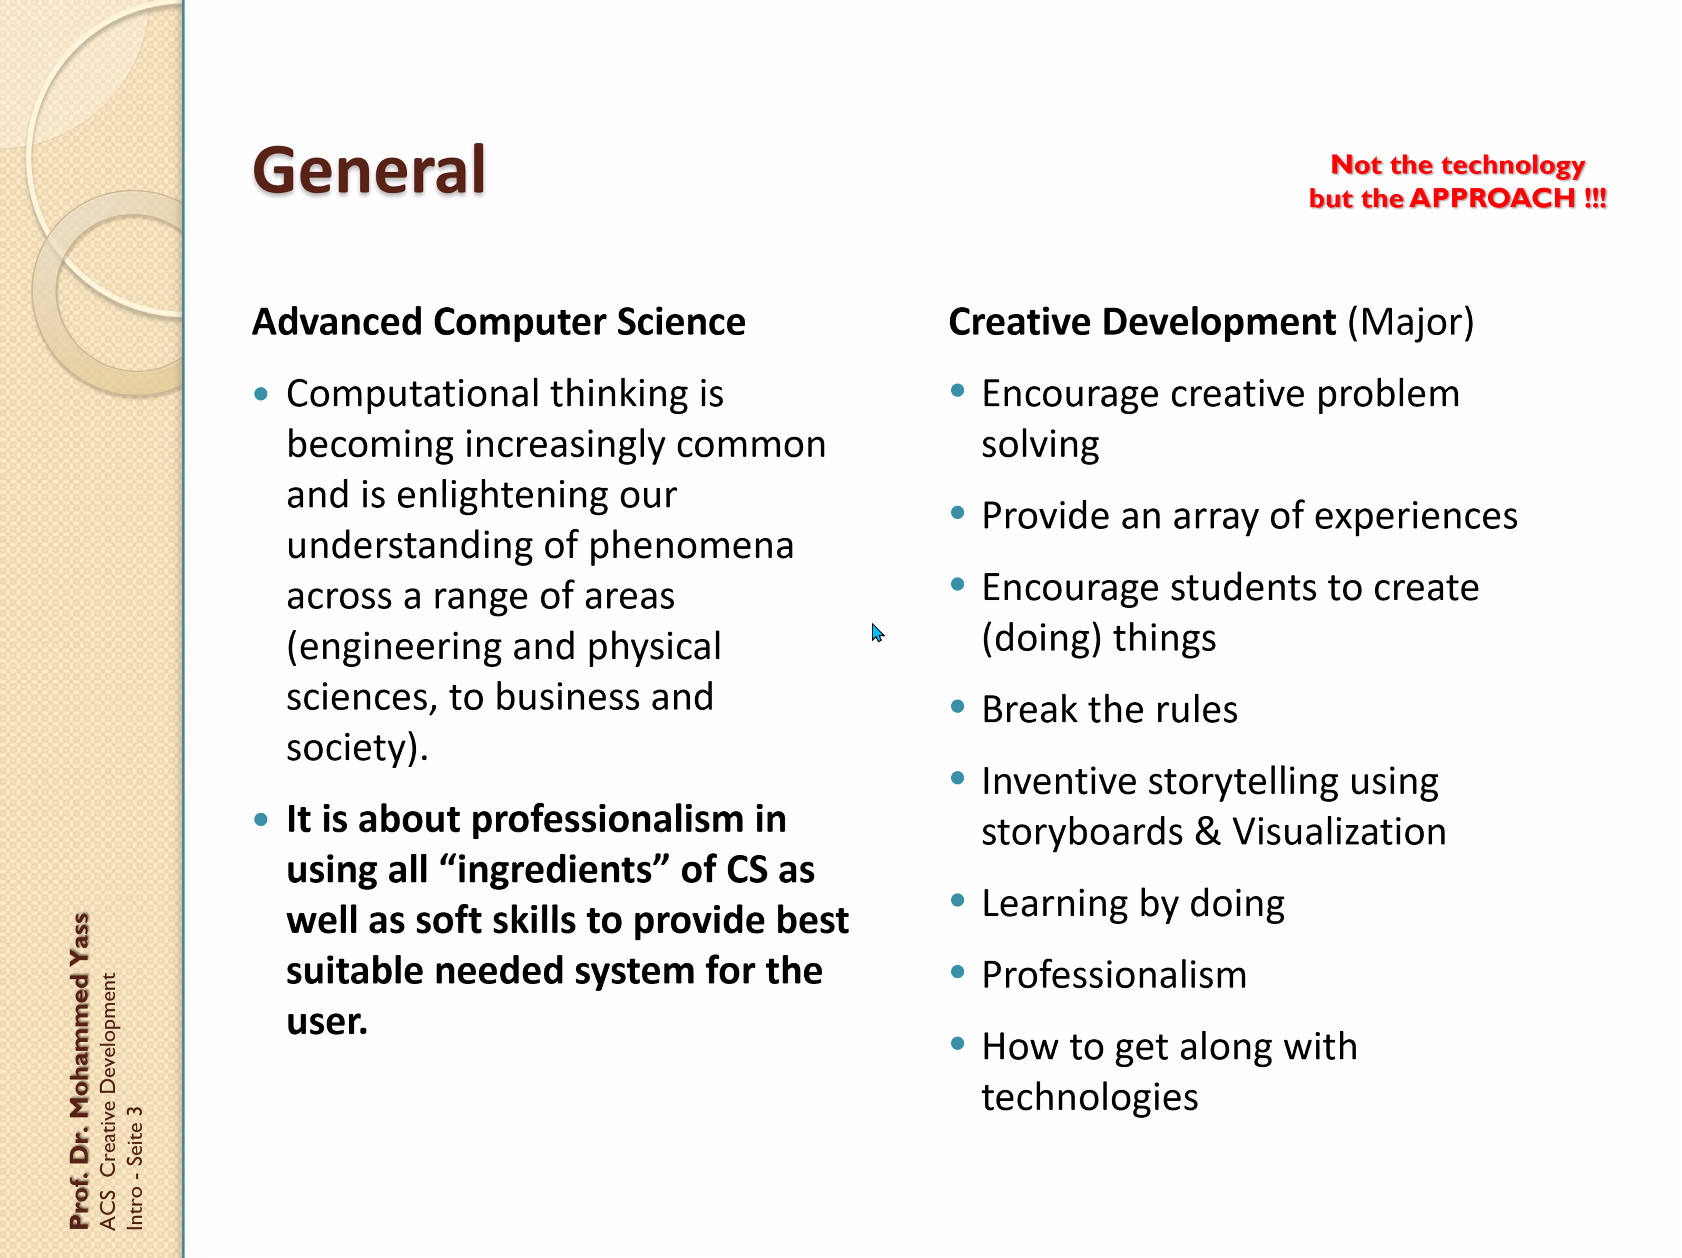 General
Not the technology
but the APPROACH !!!
Advanced Computer Science
• Computational thinking is
becoming increasingly common
and is enlightening our
understanding of phenomena
across a range of areas
(engineering and physical
sciences, to business and
society).
• It is about professionalism in
using all “ingredients” of CS as
well as soft skills to provide best
suitable needed system for the
user.
Creative Development (Major)
• Encourage creative problem
solving
• Provide an array of experiences
• Encourage students to create
(doing) things
• Break the rules
• Inventive storytelling using
storyboards & Visualization
• Learning by doing
• Professionalism
• How to get along with
technologies
Prof. Dr. Mohammed Yass
ACS Creative Development
Intro - Seite 3